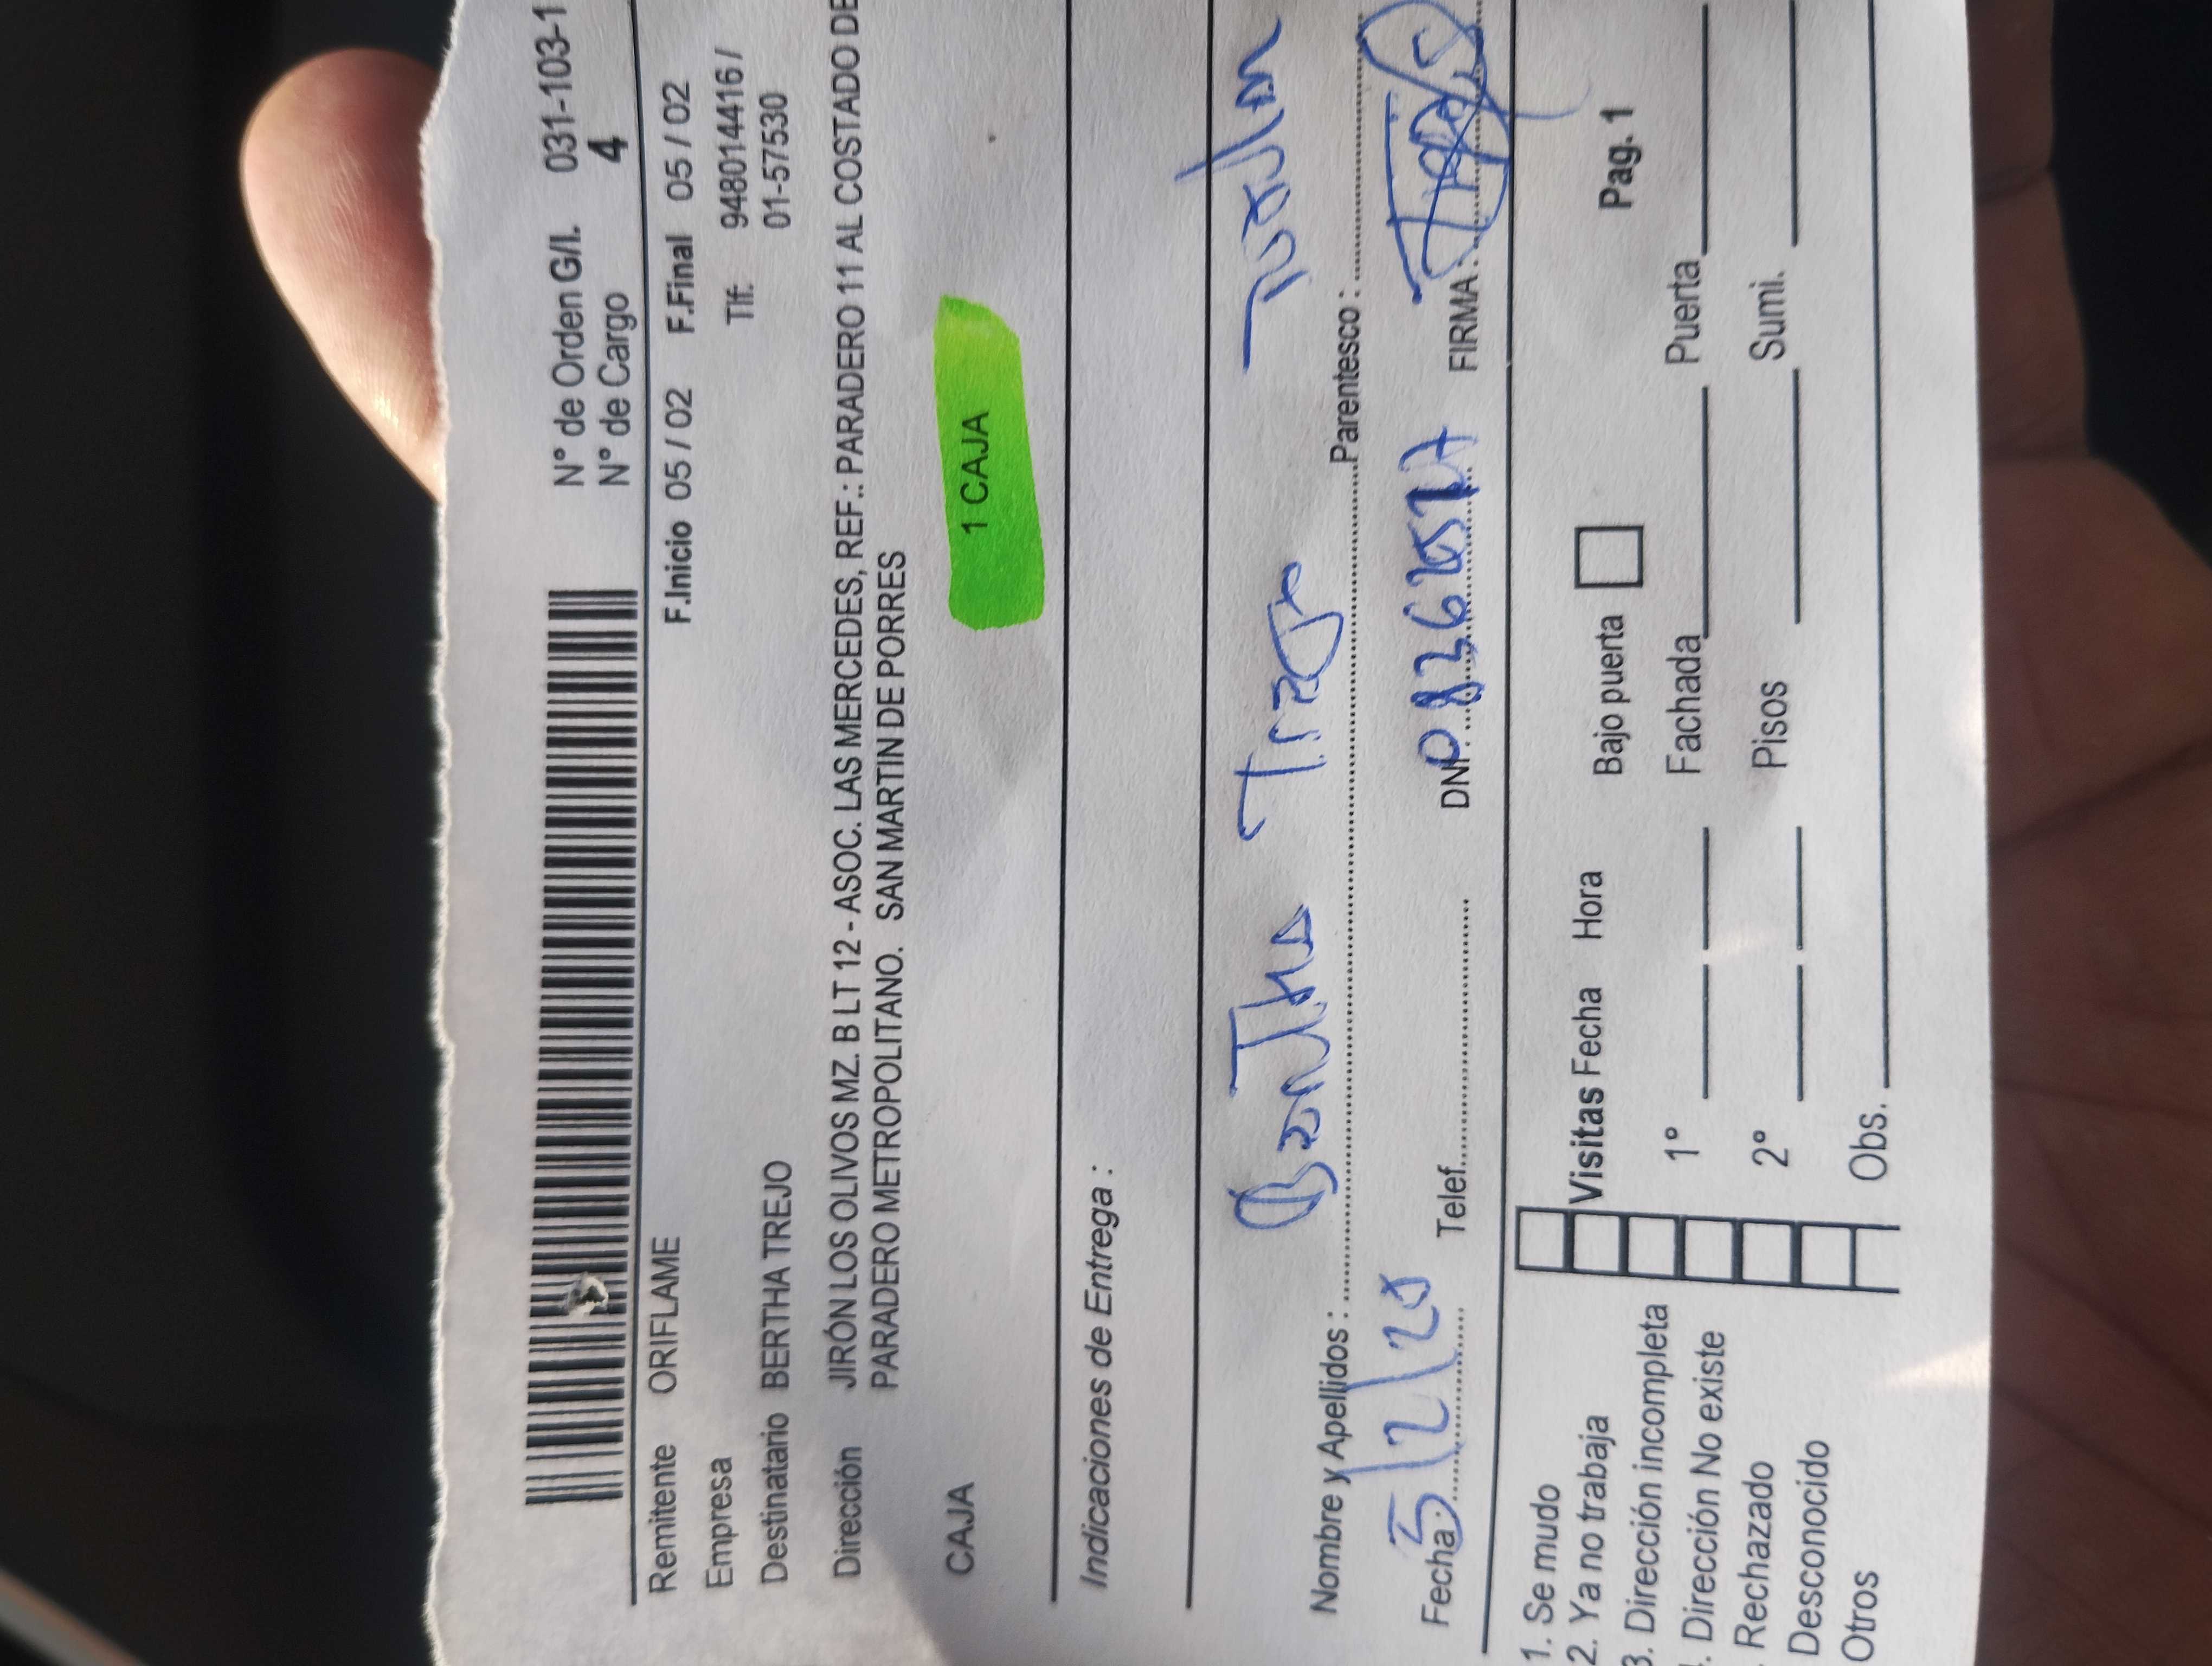 N° de Orden G/I. 031-103-1
N° de Cargo 4
F.Inicio 05 / 02 F.Final 05 / 02
Remitente ORIFLAME
Empresa Tlf: 948014416 /
01-57530
Destinatario BERTHA TREJO
Dirección JIRÓN LOS OLIVOS MZ. B LT 12 - ASOC. LAS MERCEDES, REF.: PARADERO 11 AL COSTADO DE
PARADERO METROPOLITANO. SAN MARTIN DE PORRES
CAJA 1 CAJA
Indicaciones de Entrega :
Nombre y Apellidos : Bertha Trejo Parentesco :
Fecha : 5/2/20 Telef. DNI. FIRMA :
1. Se mudo
2. Ya no trabaja
3. Dirección incompleta
. Dirección No existe
. Rechazado
Desconocido
Otros
Visitas Fecha Hora Bajo puerta Pag. 1
1° Fachada Puerta
2° Pisos Sumi.
Obs.